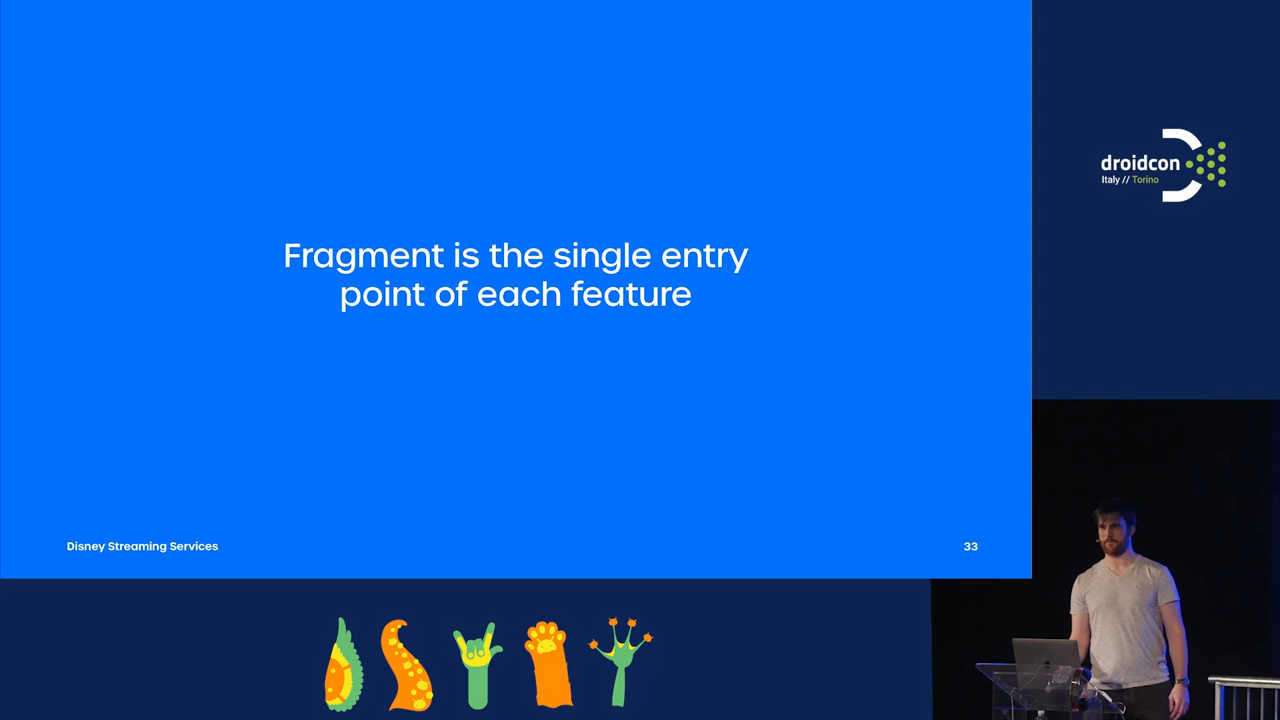 Fragment is the single entry
point of each feature
Disney Streaming Services
33
droidcon
Italy // Torino